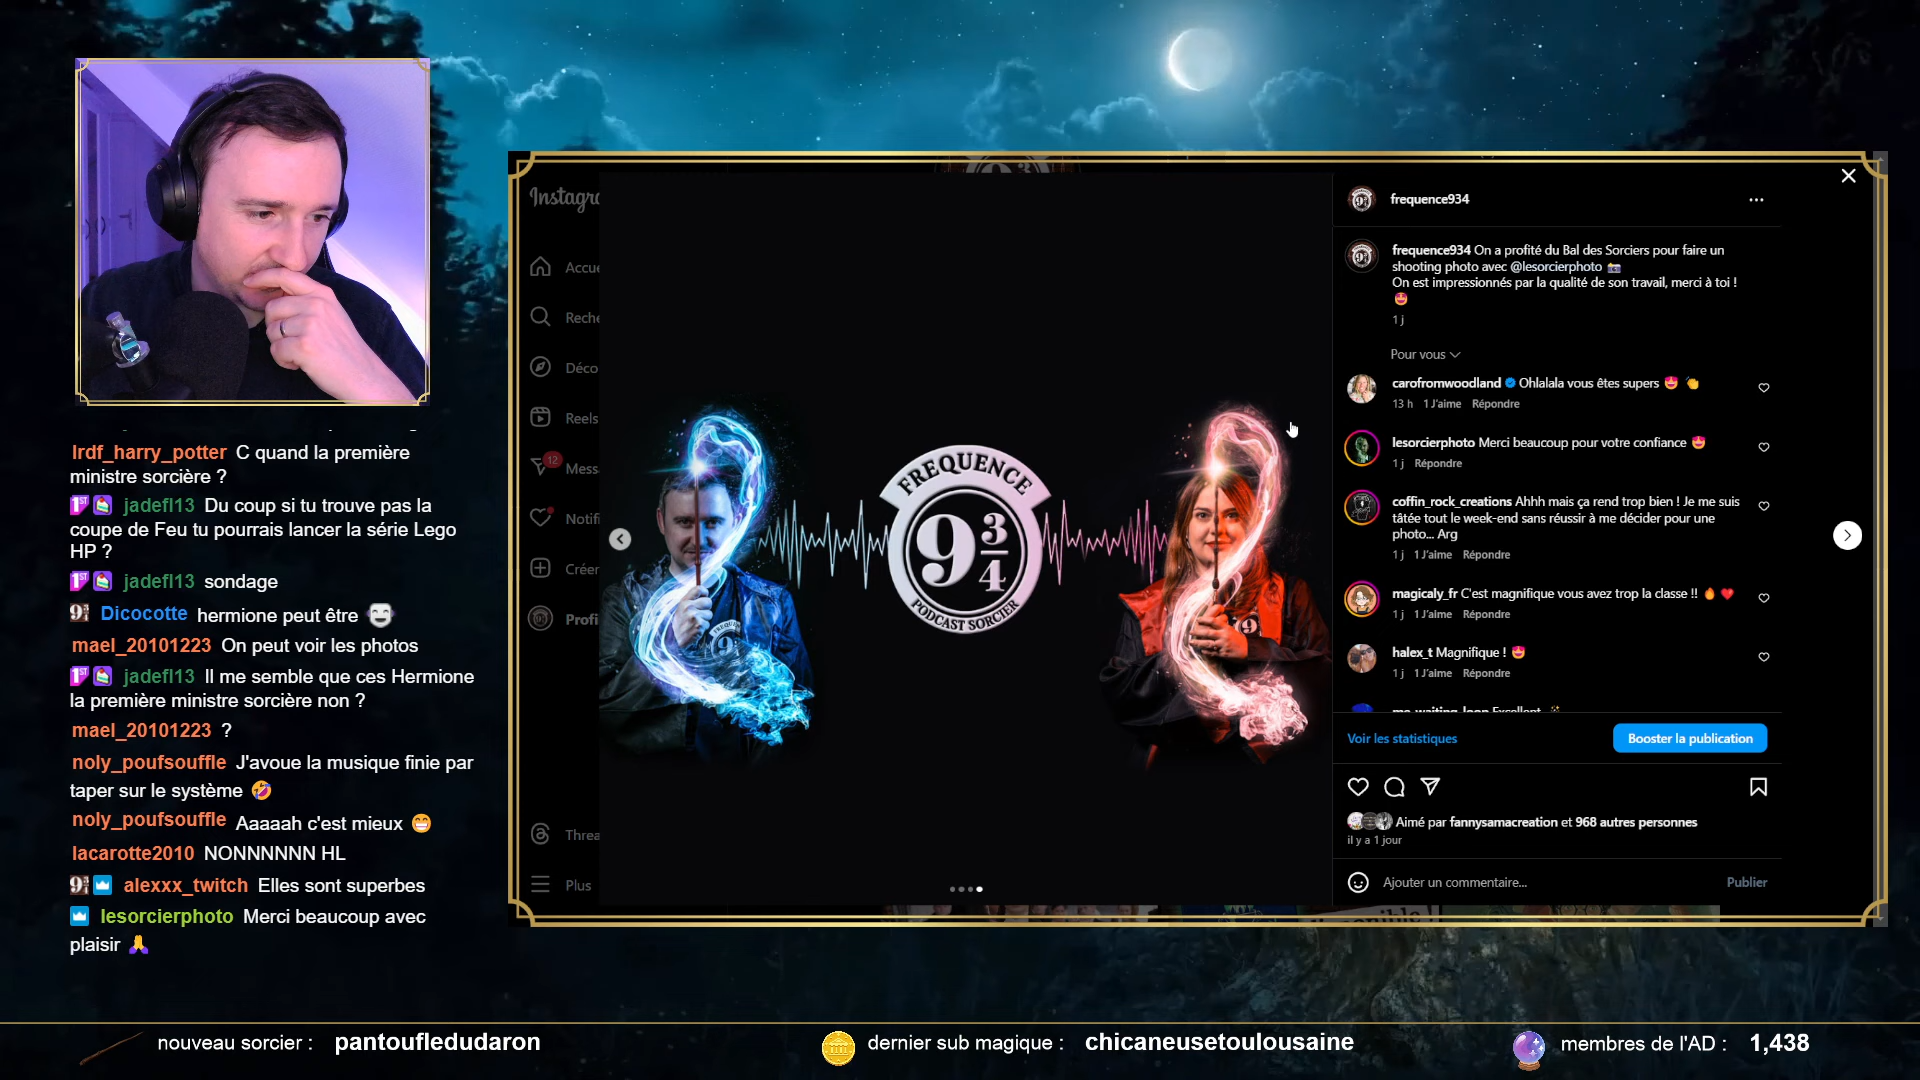 lrdf_harry_potter C quand la première
ministre sorcière ?
jadefl13 Du coup si tu trouve pas la
coupe de Feu tu pourrais lancer la série Lego
HP ?
jadefl13 sondage
Dicocotte hermione peut être
mael_20101223 On peut voir les photos
jadefl13 Il me semble que ces Hermione
la première ministre sorcière non ?
mael_20101223 ?
noly_poufsouffle J'avoue la musique finie par
taper sur le système 🤣
noly_poufsouffle Aaaaah c'est mieux 😁
lacarotte2010 NONNNNNN HL
alexxx_twitch Elles sont superbes
lesorcierphoto Merci beaucoup avec
plaisir 🙏
Instagra
Accue
Reche
Déco
Reels
12
Mess
Notifi
Créer
Profi
Threa
Plus
FREQUENCE
9 3/4
PODCAST SORCIER
frequence934
frequence934 On a profité du Bal des Sorciers pour faire un
shooting photo avec @lesorcierphoto 📷
On est impressionnés par la qualité de son travail, merci à toi !
🤩
1 j
Pour vous
carofromwoodland Ohlalala vous êtes supers 🤩 👏
13 h 1 J'aime Répondre
lesorcierphoto Merci beaucoup pour votre confiance 🤩
1 j Répondre
coffin_rock_creations Ahhh mais ça rend trop bien ! Je me suis
tâtée tout le week-end sans réussir à me décider pour une
photo... Arg
1 j 1 J'aime Répondre
magicaly_fr C'est magnifique vous avez trop la classe !! 🔥 ❤️
1 j 1 J'aime Répondre
halex_t Magnifique ! 🤩
1 j 1 J'aime Répondre
Voir les statistiques
Booster la publication
Aimé par fannysamacreation et 968 autres personnes
il y a 1 jour
Ajouter un commentaire...
Publier
nouveau sorcier : pantoufledudaron
dernier sub magique : chicaneusetoulousaine
membres de l'AD : 1,438